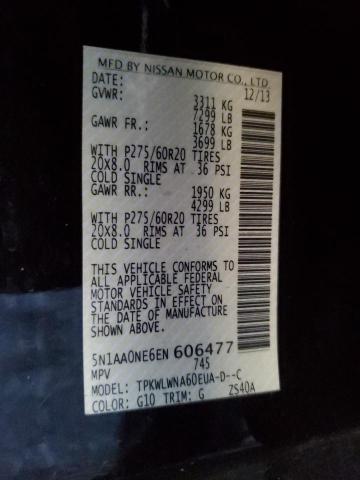 MFD BY NISSAN MOTOR CO., LTD.
DATE: 12/13
GVWR: 3311 KG
7299 LB
GAWR FR.: 1678 KG
3699 LB
WITH P275/60R20 TIRES
20x8.0 RIMS AT 36 PSI
COLD SINGLE
GAWR RR.: 1950 KG
4299 LB
WITH P275/60R20 TIRES
20x8.0 RIMS AT 36 PSI
COLD SINGLE
THIS VEHICLE CONFORMS TO
ALL APPLICABLE FEDERAL
MOTOR VEHICLE SAFETY
STANDARDS IN EFFECT ON
THE DATE OF MANUFACTURE
SHOWN ABOVE.
5N1AA0NE6EN 606477
MPV 745
MODEL: TPKWLWNA60EUA-D--C
COLOR: G10 TRIM: G ZS40A